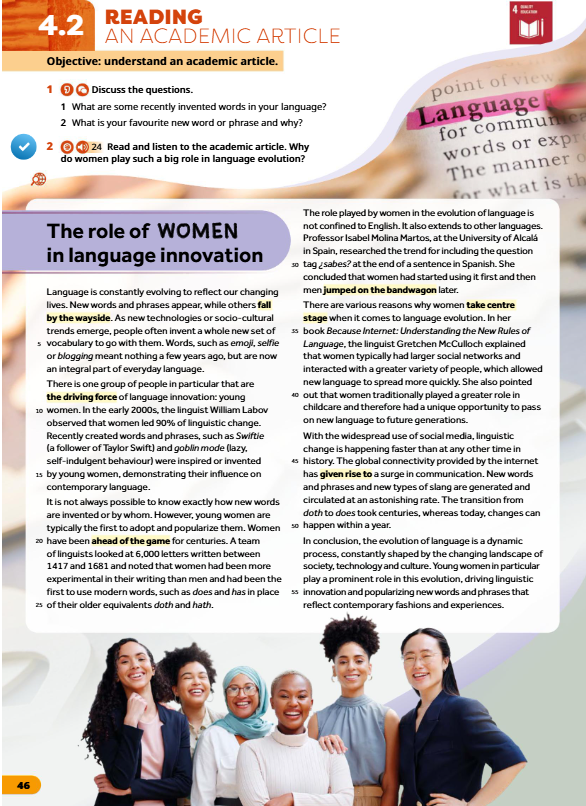 4.2
READING
AN ACADEMIC ARTICLE
4 QUALITY EDUCATION
Objective: understand an academic article.
1 Discuss the questions.
1 What are some recently invented words in your language?
2 What is your favourite new word or phrase and why?
2 24 Read and listen to the academic article. Why
do women play such a big role in language evolution?
point of view
Language
for commun
words or expr
The manner o
for what is th
The role of WOMEN
in language innovation
Language is constantly evolving to reflect our changing
lives. New words and phrases appear, while others fall
by the wayside. As new technologies or socio-cultural
trends emerge, people often invent a whole new set of
5 vocabulary to go with them. Words, such as emoji, selfie
or blogging meant nothing a few years ago, but are now
an integral part of everyday language.
There is one group of people in particular that are
the driving force of language innovation: young
10 women. In the early 2000s, the linguist William Labov
observed that women led 90% of linguistic change.
Recently created words and phrases, such as Swiftie
(a follower of Taylor Swift) and goblin mode (lazy,
self-indulgent behaviour) were inspired or invented
15 by young women, demonstrating their influence on
contemporary language.
It is not always possible to know exactly how new words
are invented or by whom. However, young women are
typically the first to adopt and popularize them. Women
20 have been ahead of the game for centuries. A team
of linguists looked at 6,000 letters written between
1417 and 1681 and noted that women had been more
experimental in their writing than men and had been the
first to use modern words, such as does and has in place
25 of their older equivalents doth and hath.
The role played by women in the evolution of language is
not confined to English. It also extends to other languages.
Professor Isabel Molina Martos, at the University of Alcalá
in Spain, researched the trend for including the question
30 tag ¿sabes? at the end of a sentence in Spanish. She
concluded that women had started using it first and then
men jumped on the bandwagon later.
There are various reasons why women take centre
stage when it comes to language evolution. In her
35 book Because Internet: Understanding the New Rules of
Language, the linguist Gretchen McCulloch explained
that women typically had larger social networks and
interacted with a greater variety of people, which allowed
new language to spread more quickly. She also pointed
40 out that women traditionally played a greater role in
childcare and therefore had a unique opportunity to pass
on new language to future generations.
With the widespread use of social media, linguistic
change is happening faster than at any other time in
45 history. The global connectivity provided by the internet
has given rise to a surge in communication. New words
and phrases and new types of slang are generated and
circulated at an astonishing rate. The transition from
doth to does took centuries, whereas today, changes can
50 happen within a year.
In conclusion, the evolution of language is a dynamic
process, constantly shaped by the changing landscape of
society, technology and culture. Young women in particular
play a prominent role in this evolution, driving linguistic
55 innovation and popularizing new words and phrases that
reflect contemporary fashions and experiences.
46